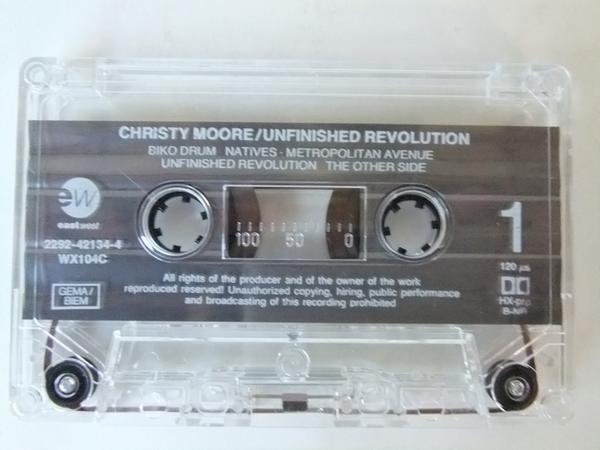 CHRISTY MOORE/UNFINISHED REVOLUTION
BIKO DRUM NATIVES · METROPOLITAN AVENUE
UNFINISHED REVOLUTION THE OTHER SIDE
ew
eastwest
2292-42134-4
WX104C
100 50 0
1
120 µs
GEMA/
BIEM
All rights of the producer and of the owner of the work
reproduced reserved! Unauthorized copying, hiring, public performance
and broadcasting of this recording prohibited
HX-pro
B-NR